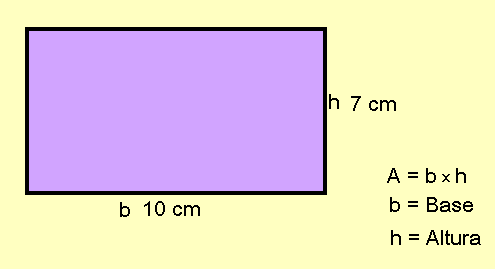 h 7 cm
A = b x h
b 10 cm
b = Base
h = Altura